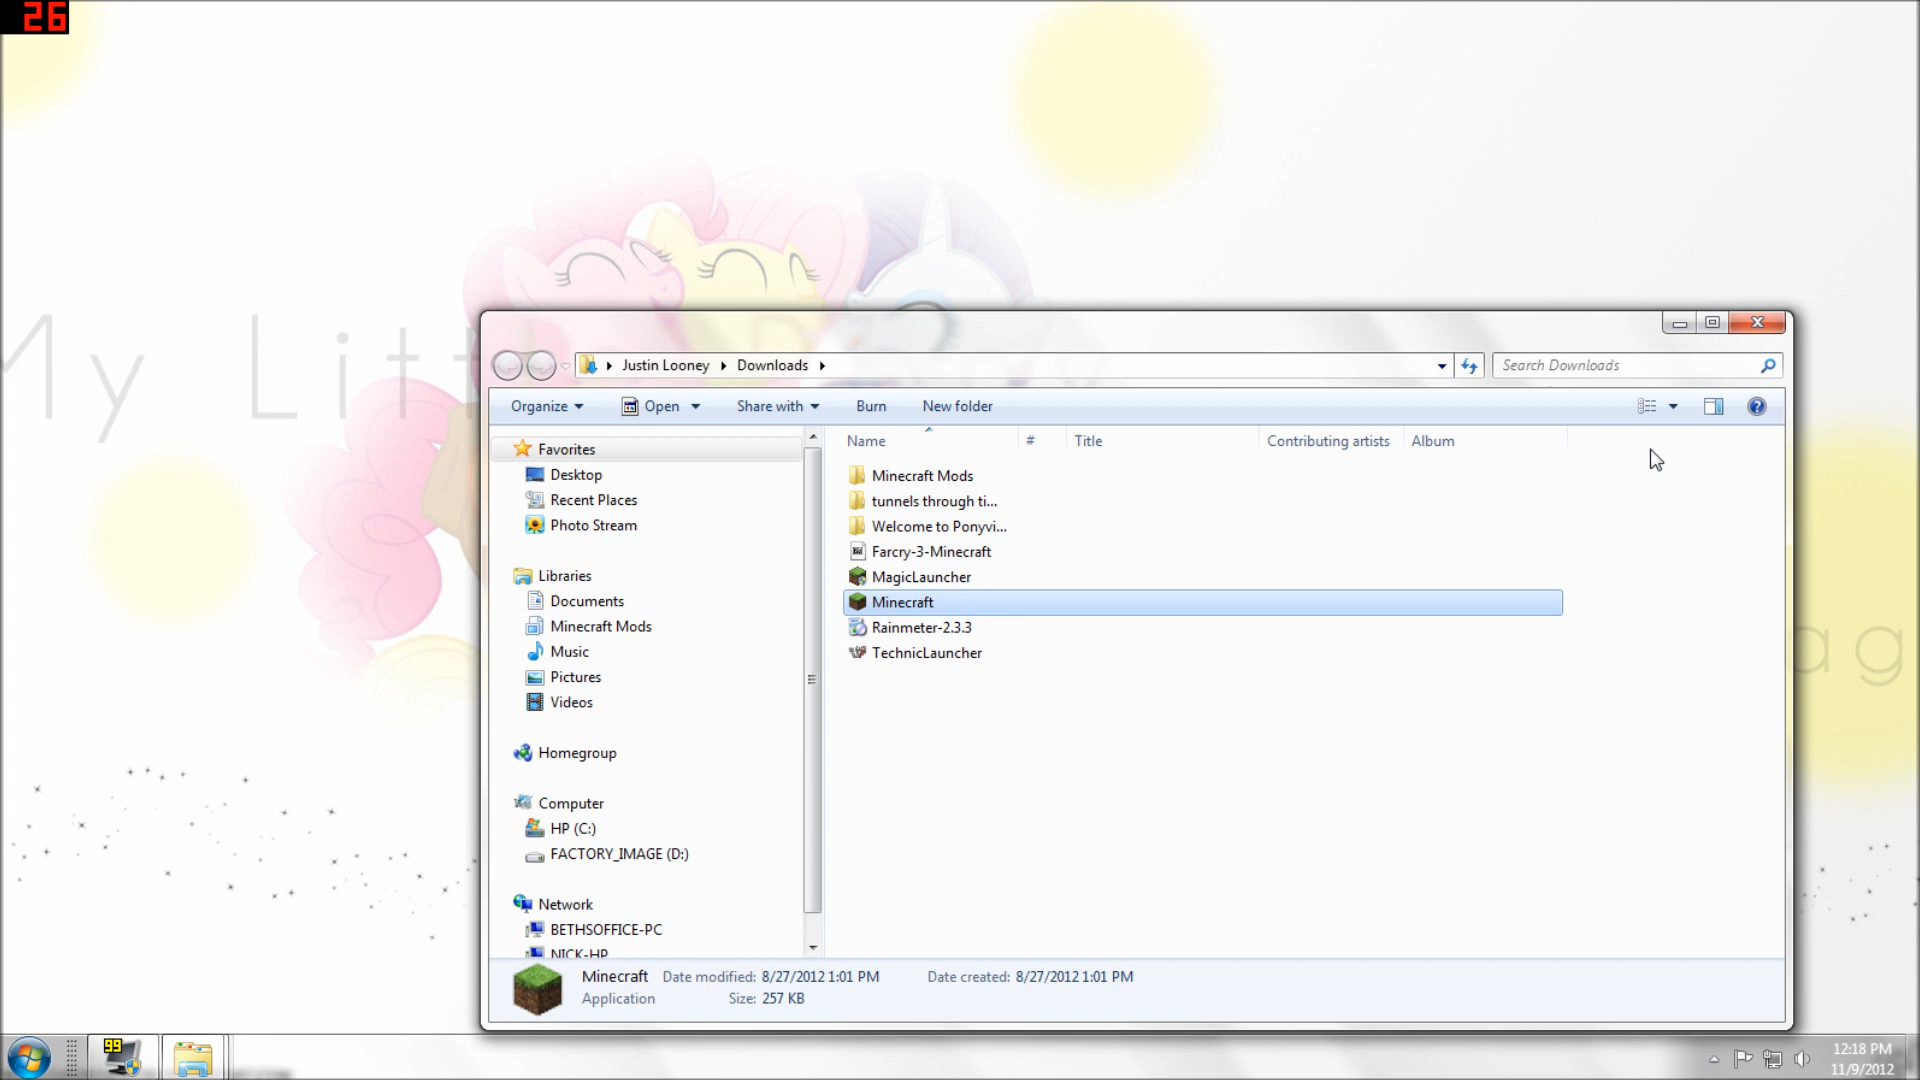 26
My Litt
y
ag
Justin Looney
Downloads
Search Downloads
Organize
Open
Share with
Burn
New folder
Name
#
Title
Contributing artists
Album
Favorites
Desktop
Recent Places
Photo Stream
Libraries
Documents
Minecraft Mods
Music
Pictures
Videos
Homegroup
Computer
HP (C:)
FACTORY_IMAGE (D:)
Network
BETHSOFFICE-PC
NICK-HP
Minecraft Mods
tunnels through ti...
Welcome to Ponyvi...
Farcry-3-Minecraft
MagicLauncher
Minecraft
Rainmeter-2.3.3
TechnicLauncher
Minecraft Date modified: 8/27/2012 1:01 PM Date created: 8/27/2012 1:01 PM
Application Size: 257 KB
99
12:18 PM
11/9/2012